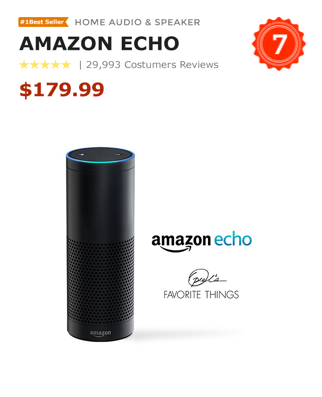 #1Best Seller HOME AUDIO & SPEAKER
AMAZON ECHO
7
| 29,993 Costumers Reviews
$179.99
amazon echo
FAVORITE THINGS
amazon